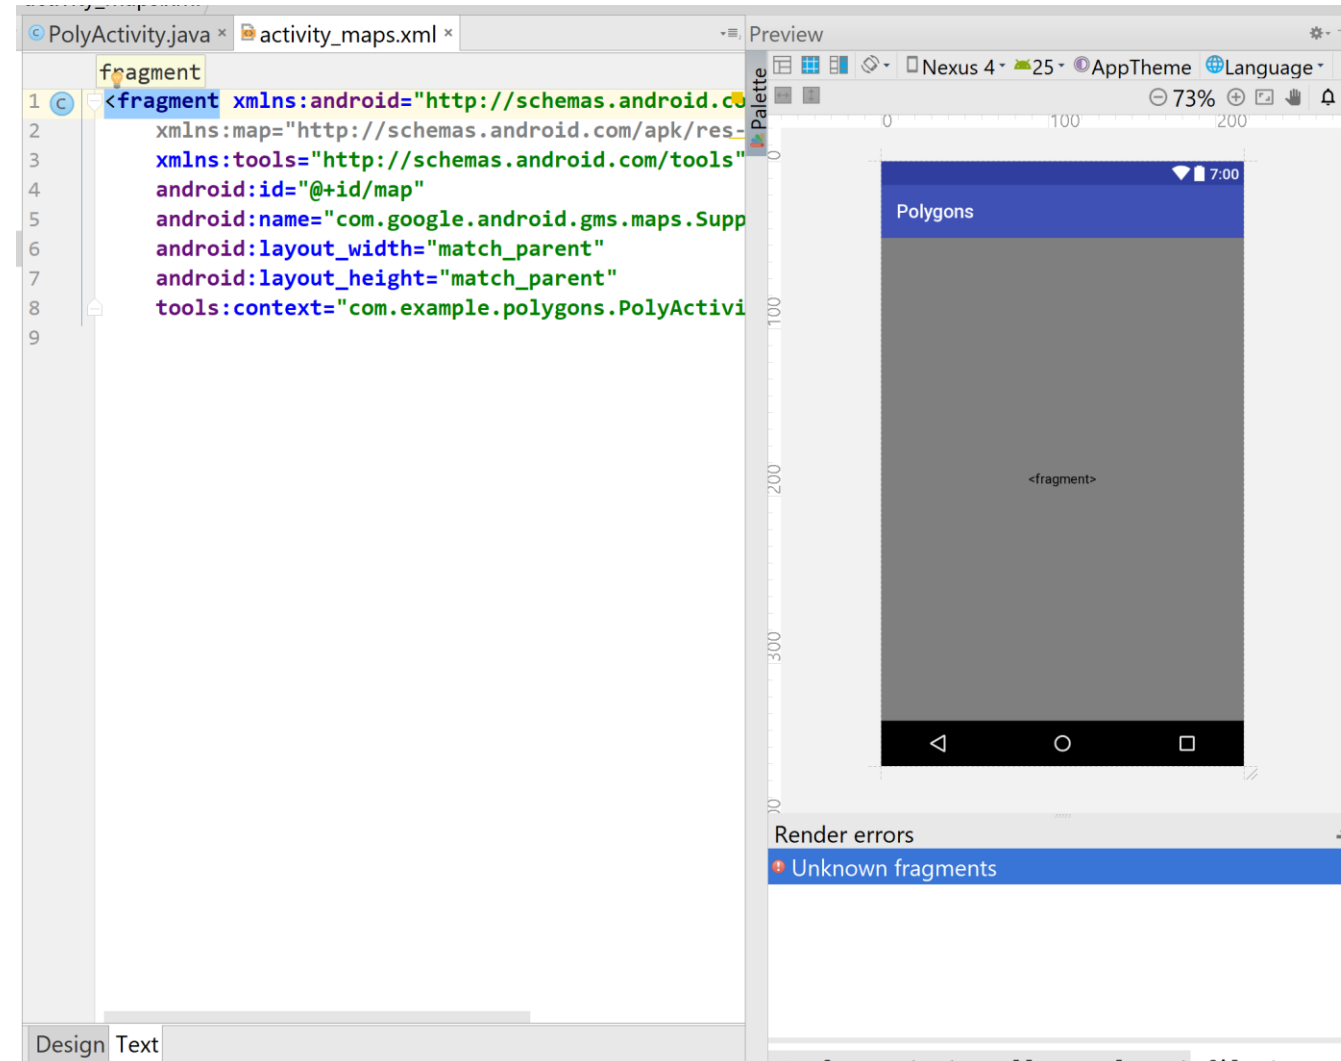 PolyActivity.java × activity_maps.xml ×
Preview
fragment
Palette
Nexus 4 25 AppTheme Language
73%
1 <fragment xmlns:android="http://schemas.android.co
2 xmlns:map="http://schemas.android.com/apk/res-
3 xmlns:tools="http://schemas.android.com/tools"
4 android:id="@+id/map"
5 android:name="com.google.android.gms.maps.Supp
6 android:layout_width="match_parent"
7 android:layout_height="match_parent"
8 tools:context="com.example.polygons.PolyActivi
9
0 100 200
0
100
200
300
7:00
Polygons
<fragment>
Render errors
Unknown fragments
Design Text